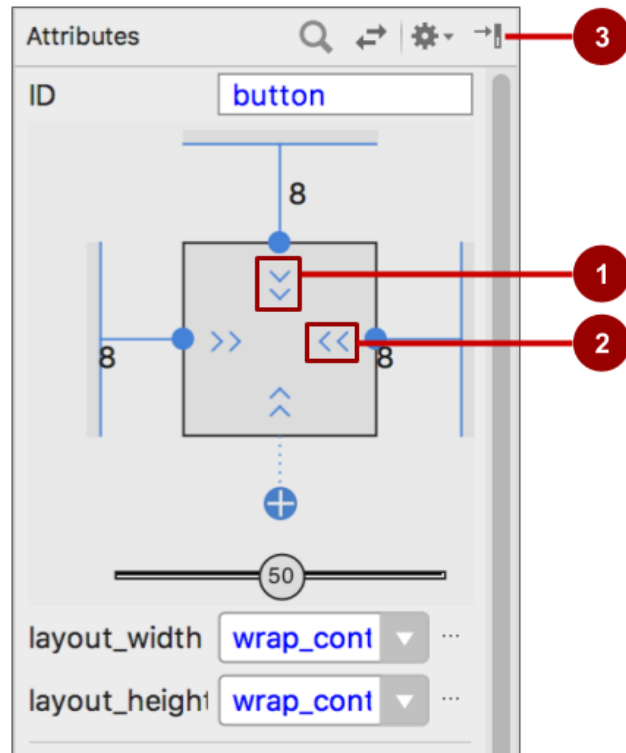 Attributes
3
ID
button
8
1
8
2
8
50
layout_width
wrap_cont
...
layout_height
wrap_cont
...